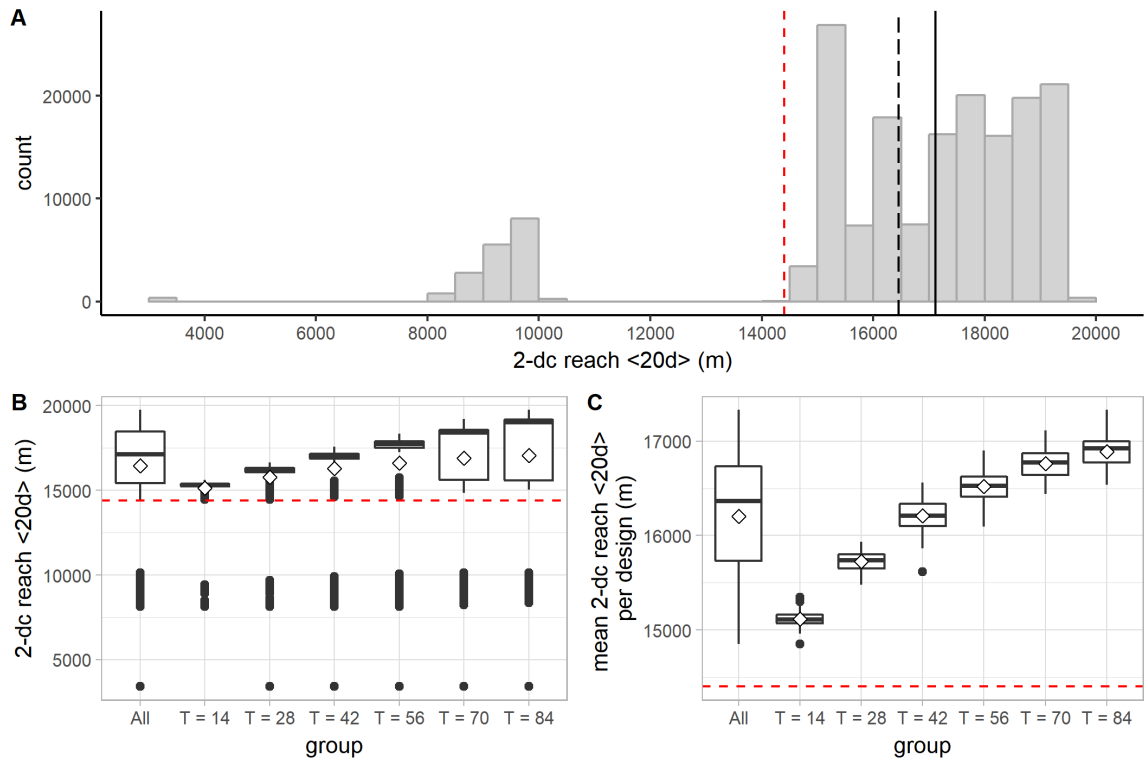 A
count
20000
10000
0
4000 6000 8000 10000 12000 14000 16000 18000 20000
2-dc reach <20d> (m)
B
2-dc reach <20d> (m)
20000
15000
10000
5000
All T = 14 T = 28 T = 42 T = 56 T = 70 T = 84
group
C
mean 2-dc reach <20d>
per design (m)
17000
16000
15000
All T = 14 T = 28 T = 42 T = 56 T = 70 T = 84
group